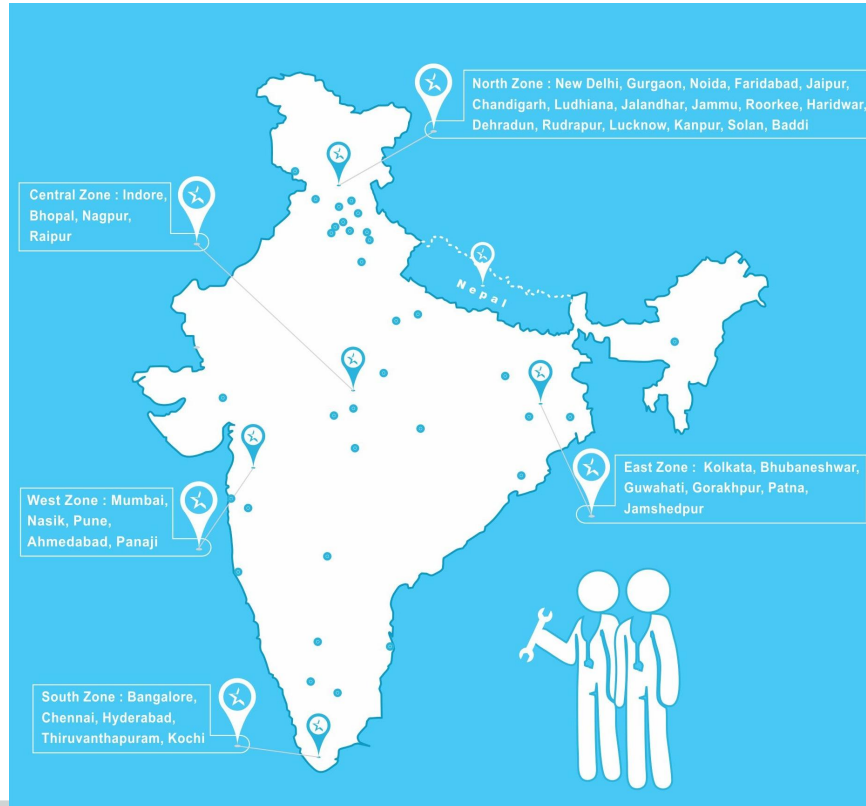 North Zone : New Delhi, Gurgaon, Noida, Faridabad, Jaipur,
Chandigarh, Ludhiana, Jalandhar, Jammu, Roorkee, Haridwar,
Dehradun, Rudrapur, Lucknow, Kanpur, Solan, Baddi
Central Zone : Indore,
Bhopal, Nagpur,
Raipur
Nepal
East Zone : Kolkata, Bhubaneshwar,
Guwahati, Gorakhpur, Patna,
Jamshedpur
West Zone : Mumbai,
Nasik, Pune,
Ahmedabad, Panaji
South Zone : Bangalore,
Chennai, Hyderabad,
Thiruvanthapuram, Kochi